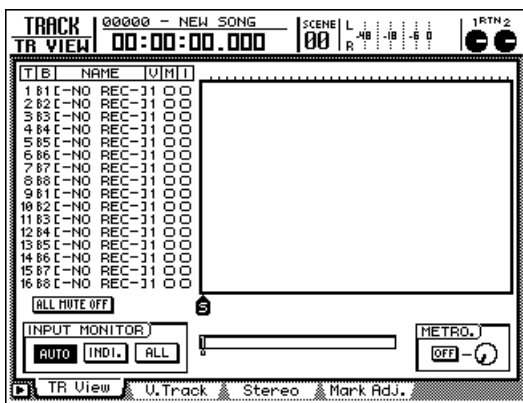 TRACK 00000 - NEW SONG SCENE L -48 -18 -6 0 1 RTN 2
TR VIEW 00:00:00.000 00 R
T B NAME V M I
1 B1 [-NO REC-]1
2 B2 [-NO REC-]1
3 B3 [-NO REC-]1
4 B4 [-NO REC-]1
5 B5 [-NO REC-]1
6 B6 [-NO REC-]1
7 B7 [-NO REC-]1
8 B8 [-NO REC-]1
9 B1 [-NO REC-]1
10 B2 [-NO REC-]1
11 B3 [-NO REC-]1
12 B4 [-NO REC-]1
13 B5 [-NO REC-]1
14 B6 [-NO REC-]1
15 B7 [-NO REC-]1
16 B8 [-NO REC-]1
ALL MUTE OFF S
INPUT MONITOR METRO.
AUTO INDI. ALL OFF
TR View V.Track Stereo Mark Adj.